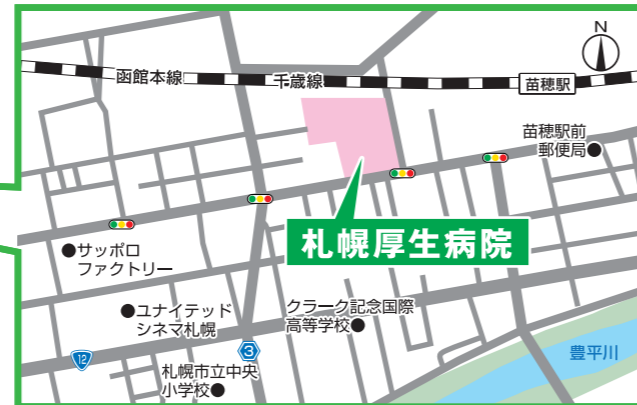 N
函館本線
千歳線
苗穂駅
苗穂駅前
郵便局
札幌厚生病院
サッポロ
ファクトリー
ユナイテッド
シネマ札幌
クラーク記念国際
高等学校
豊平川
12
3
札幌市立中央
小学校